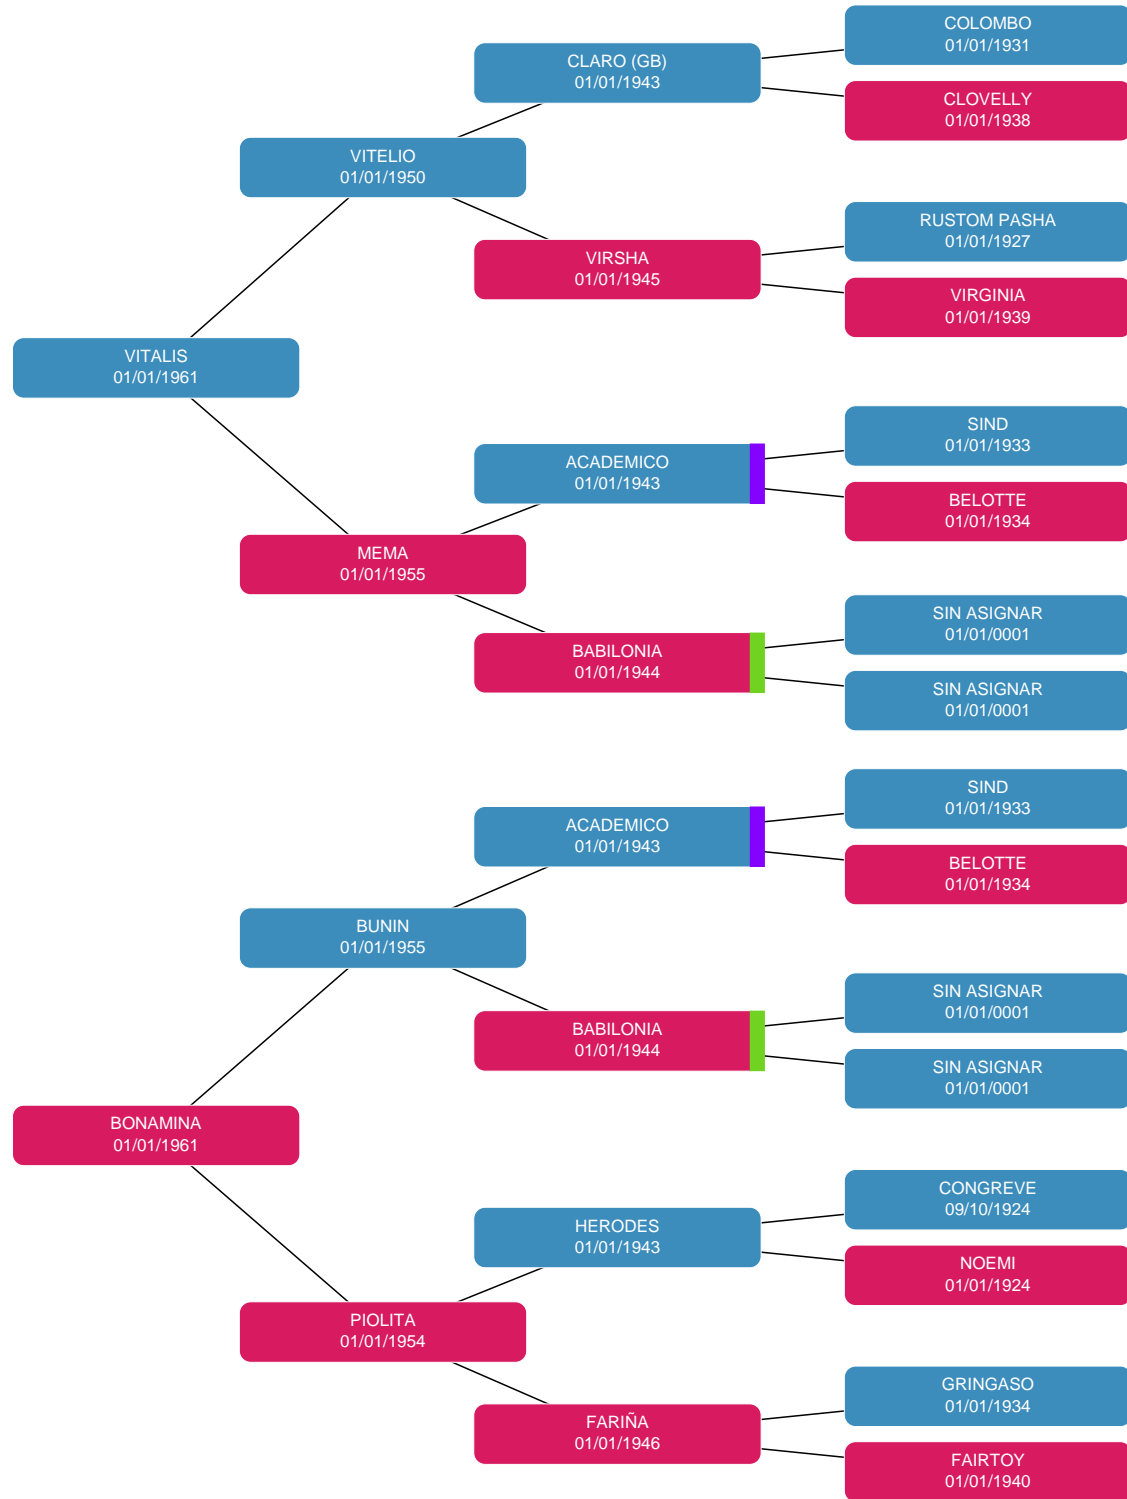 COLOMBO
01/01/1931
CLARO (GB)
01/01/1943
CLOVELLY
01/01/1938
VITELIO
01/01/1950
RUSTOM PASHA
01/01/1927
VIRSHA
01/01/1945
VIRGINIA
01/01/1939
VITALIS
01/01/1961
SIND
01/01/1933
ACADEMICO
01/01/1943
BELOTTE
01/01/1934
MEMA
01/01/1955
SIN ASIGNAR
01/01/0001
BABILONIA
01/01/1944
SIN ASIGNAR
01/01/0001
SIND
01/01/1933
ACADEMICO
01/01/1943
BELOTTE
01/01/1934
BUNIN
01/01/1955
SIN ASIGNAR
01/01/0001
BABILONIA
01/01/1944
SIN ASIGNAR
01/01/0001
BONAMINA
01/01/1961
CONGREVE
09/10/1924
HERODES
01/01/1943
NOEMI
01/01/1924
PIOLITA
01/01/1954
GRINGASO
01/01/1934
FARIÑA
01/01/1946
FAIRTOY
01/01/1940